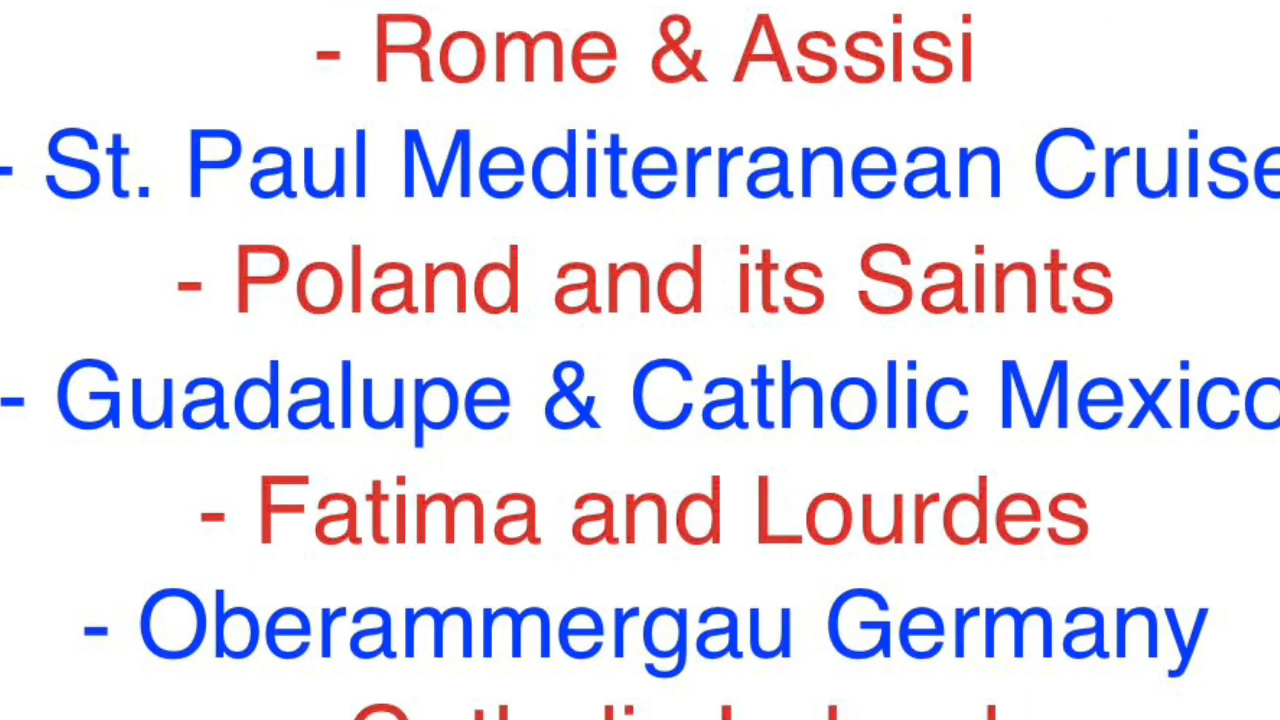 - Rome & Assisi
- St. Paul Mediterranean Cruise
- Poland and its Saints
- Guadalupe & Catholic Mexico
- Fatima and Lourdes
- Oberammergau Germany